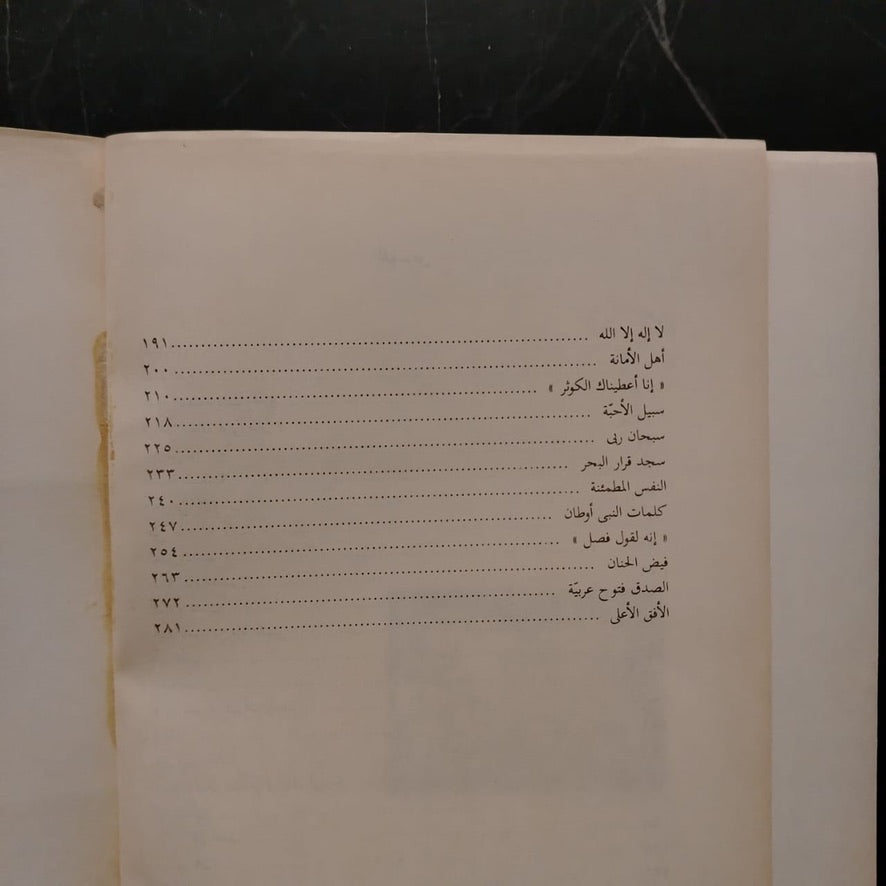 لا إله إلا الله ........ ١٩١
أهل الأمانة ........ ٢٠٠
« إنا أعطيناك الكوثر » ........ ٢١٠
سبيل الأحبّة ........ ٢١٨
سبحان ربى ........ ٢٢٥
سجد قرار البحر ........ ٢٣٣
النفس المطمئنة ........ ٢٤٠
كلمات النبى أوطان ........ ٢٤٧
« إنه لقول فصل » ........ ٢٥٤
فيض الحنان ........ ٢٦٣
الصدق فتوح عربيّة ........ ٢٧٢
الأفق الأعلى ........ ٢٨١